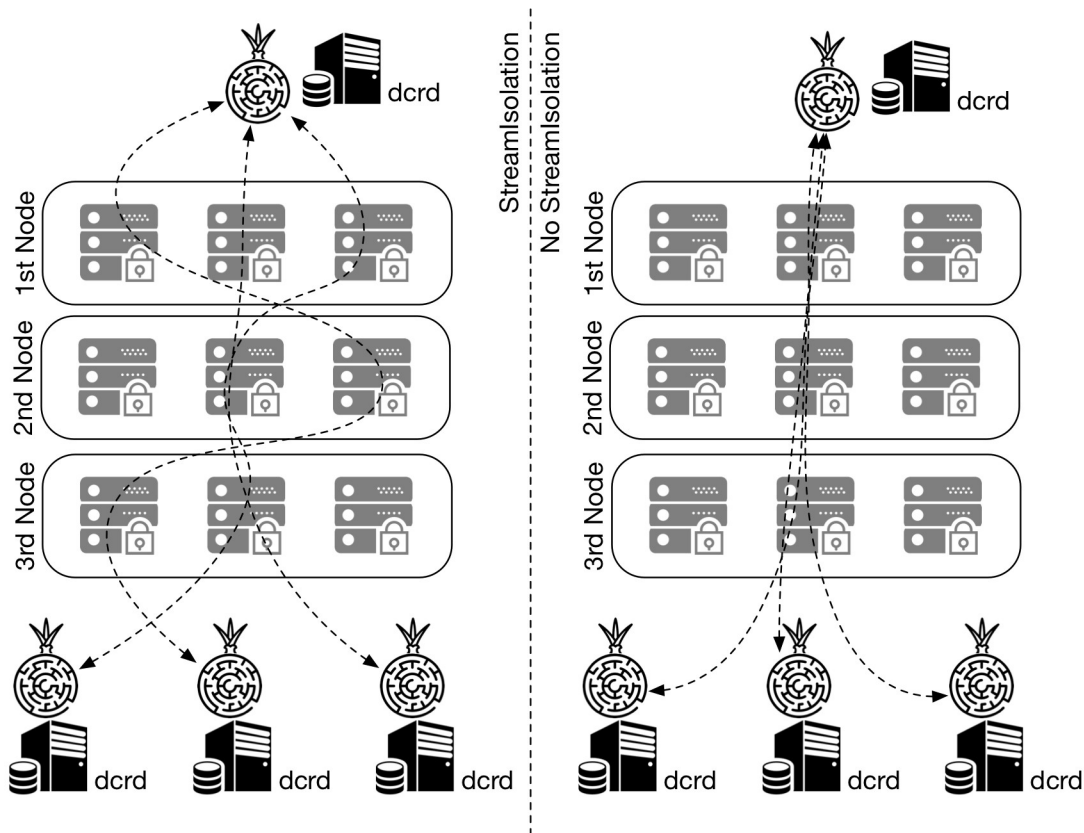 dcrd
StreamIsolation
No StreamIsolation
dcrd
1st Node
2nd Node
3rd Node
1st Node
2nd Node
3rd Node
dcrd
dcrd
dcrd
dcrd
dcrd
dcrd